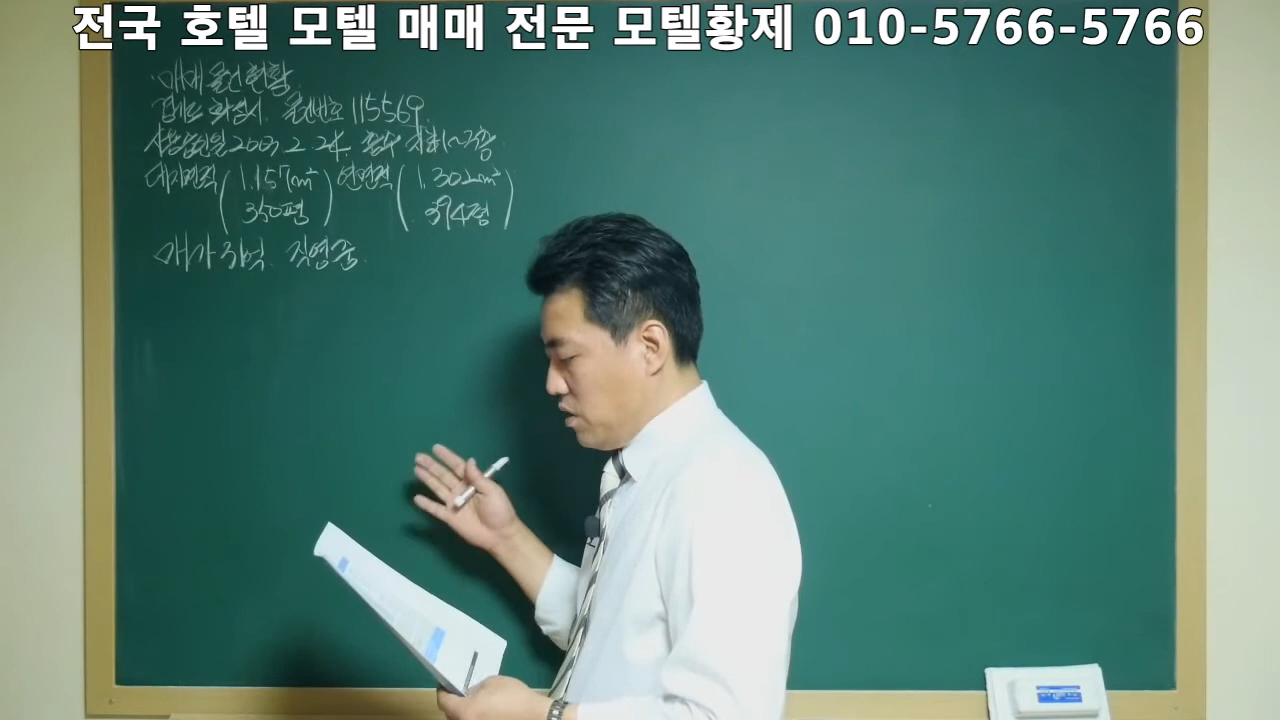 전국 호텔 모텔 매매 전문 모텔황제 010-5766-5766
매매 물건 현황
경기도 화성시. 물건번호 115569.
사용승인일 2003. 2. 24. 층수 지하1~7층
대지면적 (1.157㎡ 연면적 (1.302㎡
350평) 394평)
매가 31억. 직영중.